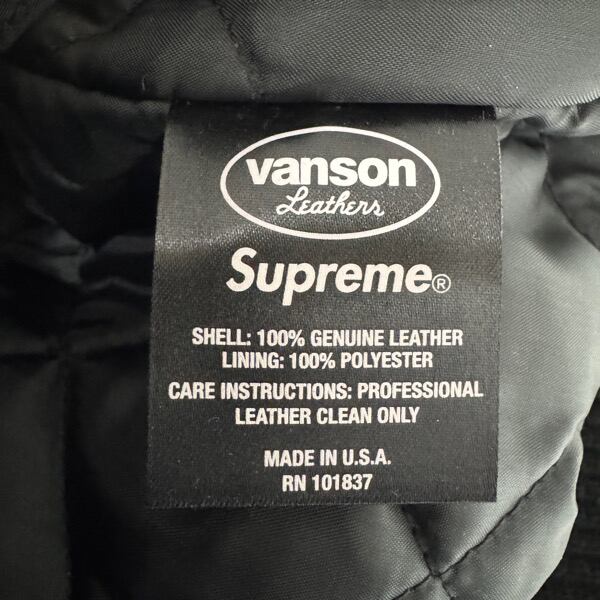 vanson
Leathers
Supreme®
SHELL: 100% GENUINE LEATHER
LINING: 100% POLYESTER
CARE INSTRUCTIONS: PROFESSIONAL
LEATHER CLEAN ONLY
MADE IN U.S.A.
RN 101837